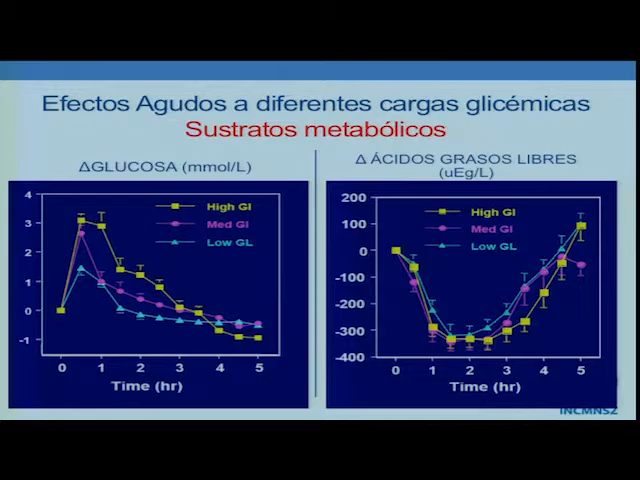 Efectos Agudos a diferentes cargas glicémicas
Sustratos metabólicos
ΔGLUCOSA (mmol/L)
4
3
2
1
0
-1
High GI
Med GI
Low GL
0 1 2 3 4 5
Time (hr)
Δ ÁCIDOS GRASOS LIBRES
(uEg/L)
200
100
0
-100
-200
-300
-400
High GI
Med GI
Low GL
0 1 2 3 4 5
Time (hr)
INCMNSZ